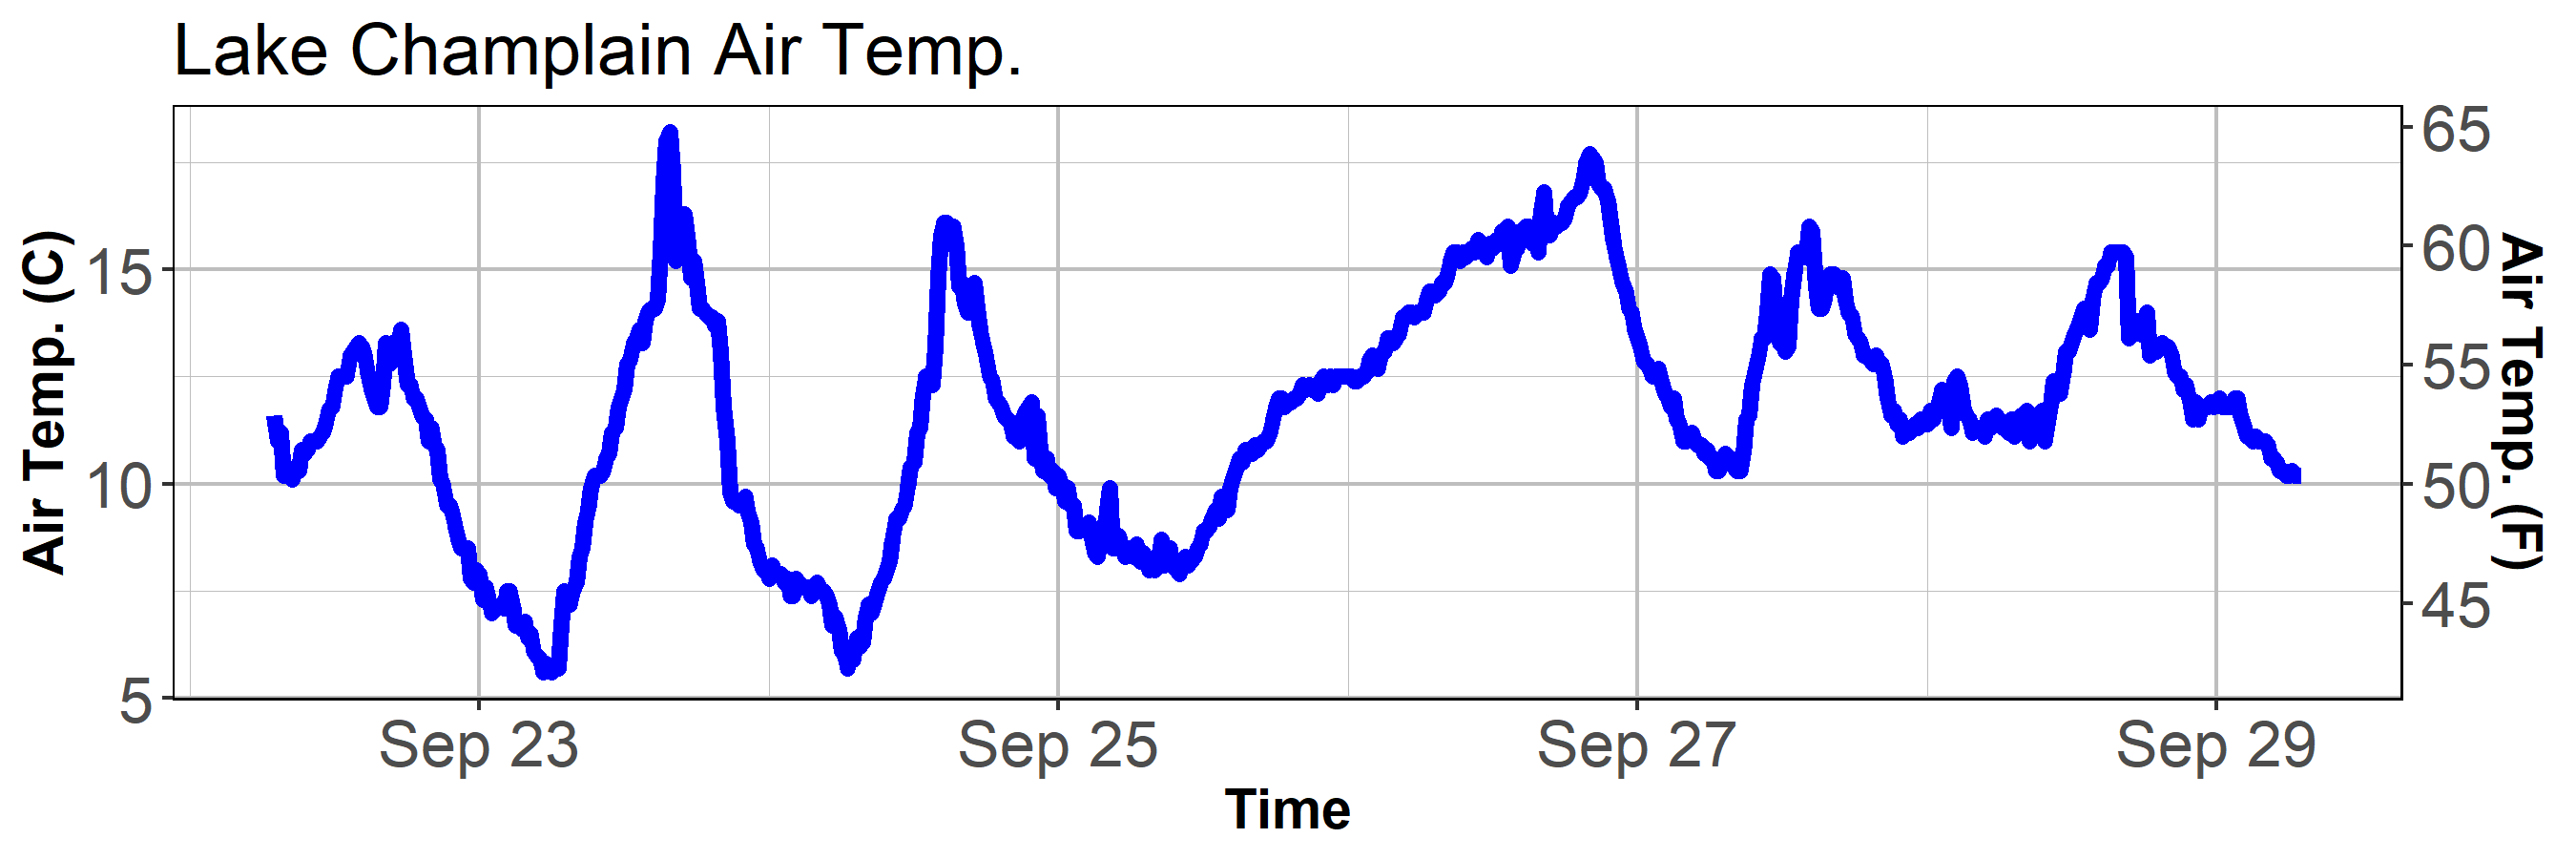 Lake Champlain Air Temp.
Air Temp. (C)
15
10
5
65
60
55
50
45
Air Temp. (F)
Sep 23
Sep 25
Sep 27
Sep 29
Time